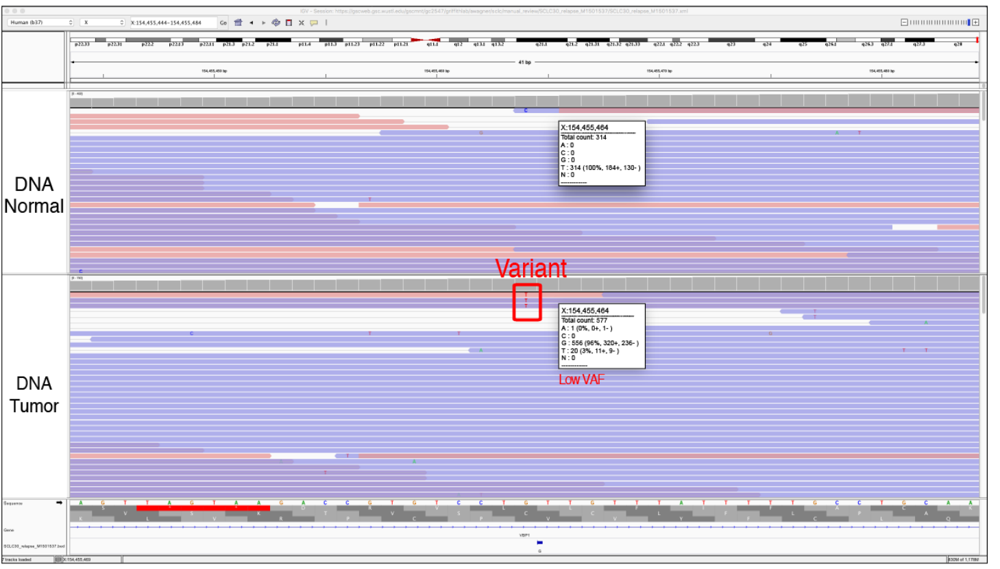 IGV - Session: https://gscweb.gsc.wustl.edu/gscmnt/gc2547/griffithlab/awagner/sclc/manual_review/SCLC30_relapse_M1501537/SCLC30_relapse_M1501537.xml
Human (b37) X X:154,455,444-154,455,484 Go
p22.33 p22.31 p22.2 p22.13 p22.11 p21.3 p21.2 p21.1 p11.4 p11.3 p11.23 p11.22 p11.21 q11.1 q12 q13.1 q13.2 q21.1 q21.2 q21.31 q21.32 q21.33 q22.1 q22.2 q22.3 q23 q24 q25 q26.1 q26.3 q27.1 q27.3 q28
41 bp
154,455,450 bp 154,455,460 bp 154,455,470 bp 154,455,480 bp
C
X:154,455,464
Total count: 314
A : 0
C : 0
G : 0
T : 314 (100%, 184+, 130- )
N : 0
G A T
DNA
Normal
T
C
Variant
T
T
T
X:154,455,464
Total count: 577
A : 1 (0%, 0+, 1- )
C : 0
G : 556 (96%, 320+, 236- )
T : 20 (3%, 11+, 9- )
N : 0
Low VAF
T
T
A
C T T G
A T T
DNA
Tumor
T
A
T
Sequence
A G T T A G T A A G A C C G T G T G T C C T G T T G T T T A T T T T G C C T G C A A
Gene
VBP1
SCLC30_relapse_M1501537.bed
G
7 tracks loaded X:154,455,469 830M of 1,178M